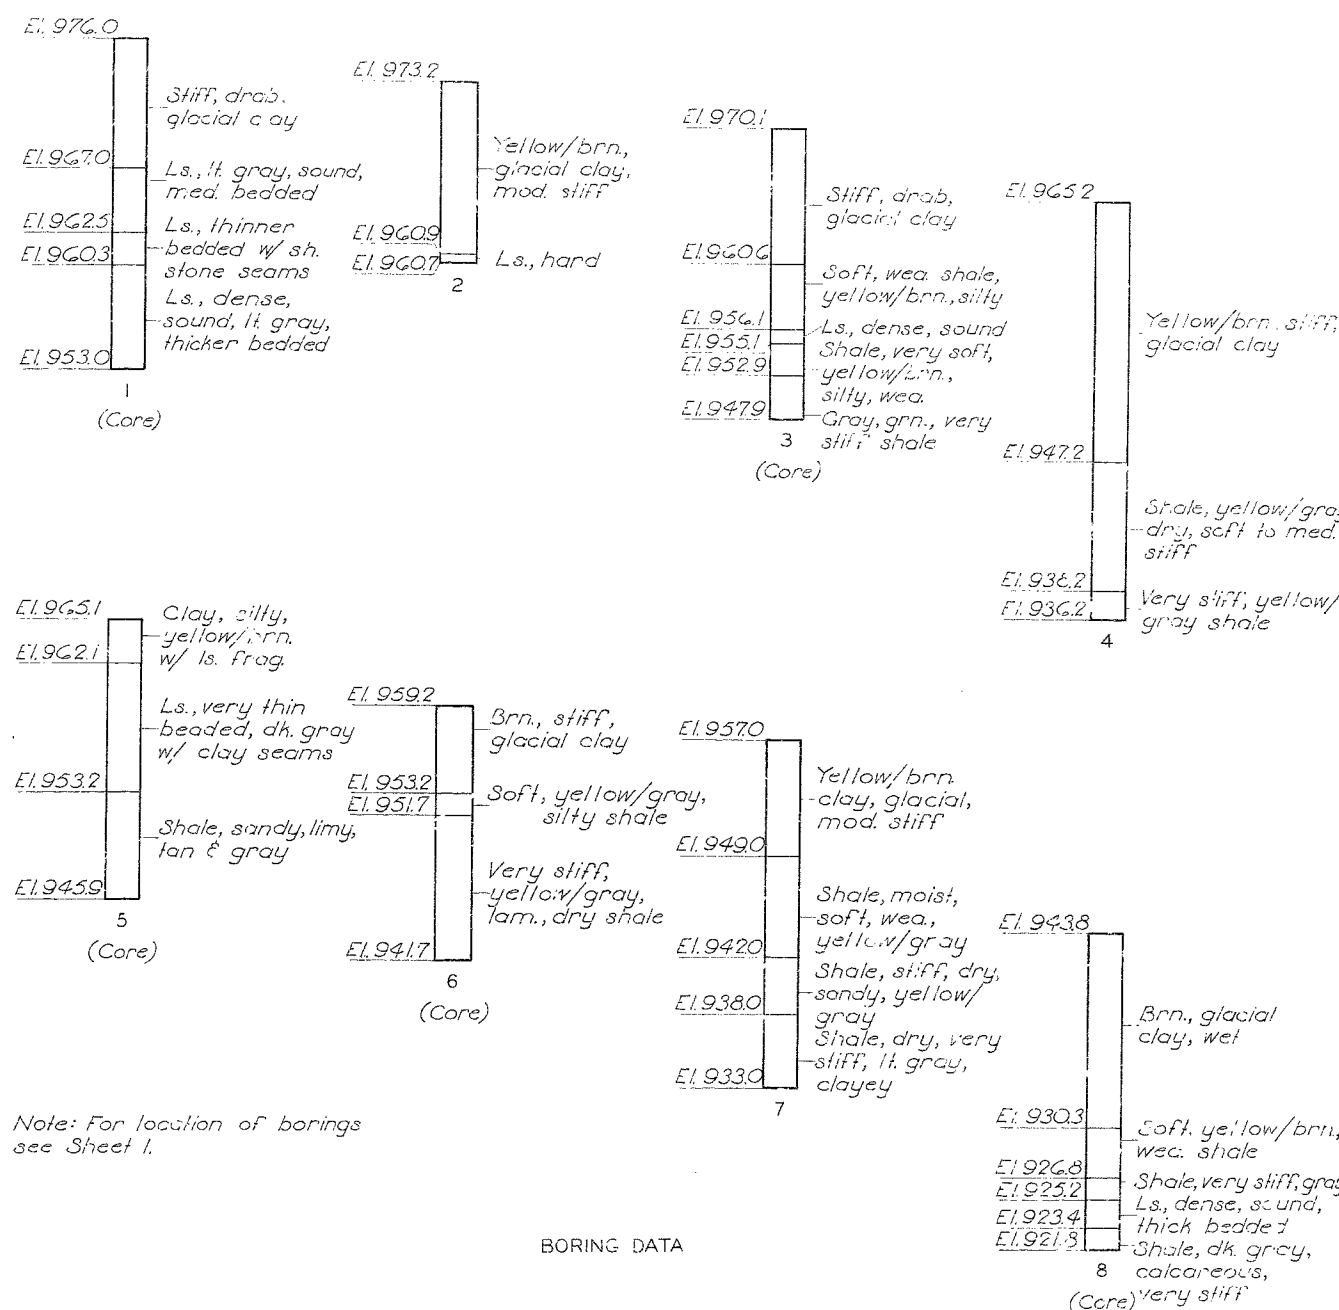 El. 976.0
Stiff, drab,
glacial clay
El. 967.0
Ls., lt. gray, sound,
med. bedded
El. 962.5
Ls., thinner
bedded w/ sh.
stone seams
El. 960.3
Ls., dense,
sound, lt. gray,
thicker bedded
El. 953.0
1
(Core)
El. 973.2
Yellow/brn.,
glacial clay,
mod. stiff
El. 960.9
El. 960.7
Ls., hard
2
El. 970.1
Stiff, drab,
glacial clay
El. 960.6
Soft, wea. shale,
yellow/brn., silty
El. 956.1
Ls., dense, sound
El. 955.1
Shale, very soft,
yellow/brn.,
silty, wea.
El. 952.9
El. 947.9
Gray, grn., very
stiff shale
3
(Core)
El. 965.2
Yellow/brn. stiff,
glacial clay
El. 947.2
Shale, yellow/gray
dry, soft to med.
stiff
El. 938.2
El. 936.2
Very stiff, yellow/
gray shale
4
El. 965.1
Clay, silty,
yellow/brn.
w/ ls. frag.
El. 962.1
Ls., very thin
bedded, dk. gray
w/ clay seams
El. 953.2
Shale, sandy, limy,
tan & gray
El. 945.9
5
(Core)
El. 959.2
Brn., stiff,
glacial clay
El. 953.2
El. 951.7
Soft, yellow/gray,
silty shale
Very stiff,
yellow/gray,
lam., dry shale
El. 941.7
6
(Core)
El. 957.0
Yellow/brn.
clay, glacial,
mod. stiff
El. 949.0
Shale, moist,
soft, wea.,
yellow/gray
El. 942.0
Shale, stiff, dry,
sandy, yellow/
gray
El. 938.0
Shale, dry, very
stiff, lt. gray,
clayey
El. 933.0
7
El. 943.8
Brn., glacial
clay, wet
El. 930.3
Soft, yellow/brn.,
wea. shale
El. 926.8
Shale, very stiff, gray
El. 925.2
Ls., dense, sound,
thick bedded
El. 923.4
El. 921.8
Shale, dk. gray,
calcareous,
very stiff
8
(Core)
Note: For location of borings
see Sheet 1.
BORING DATA